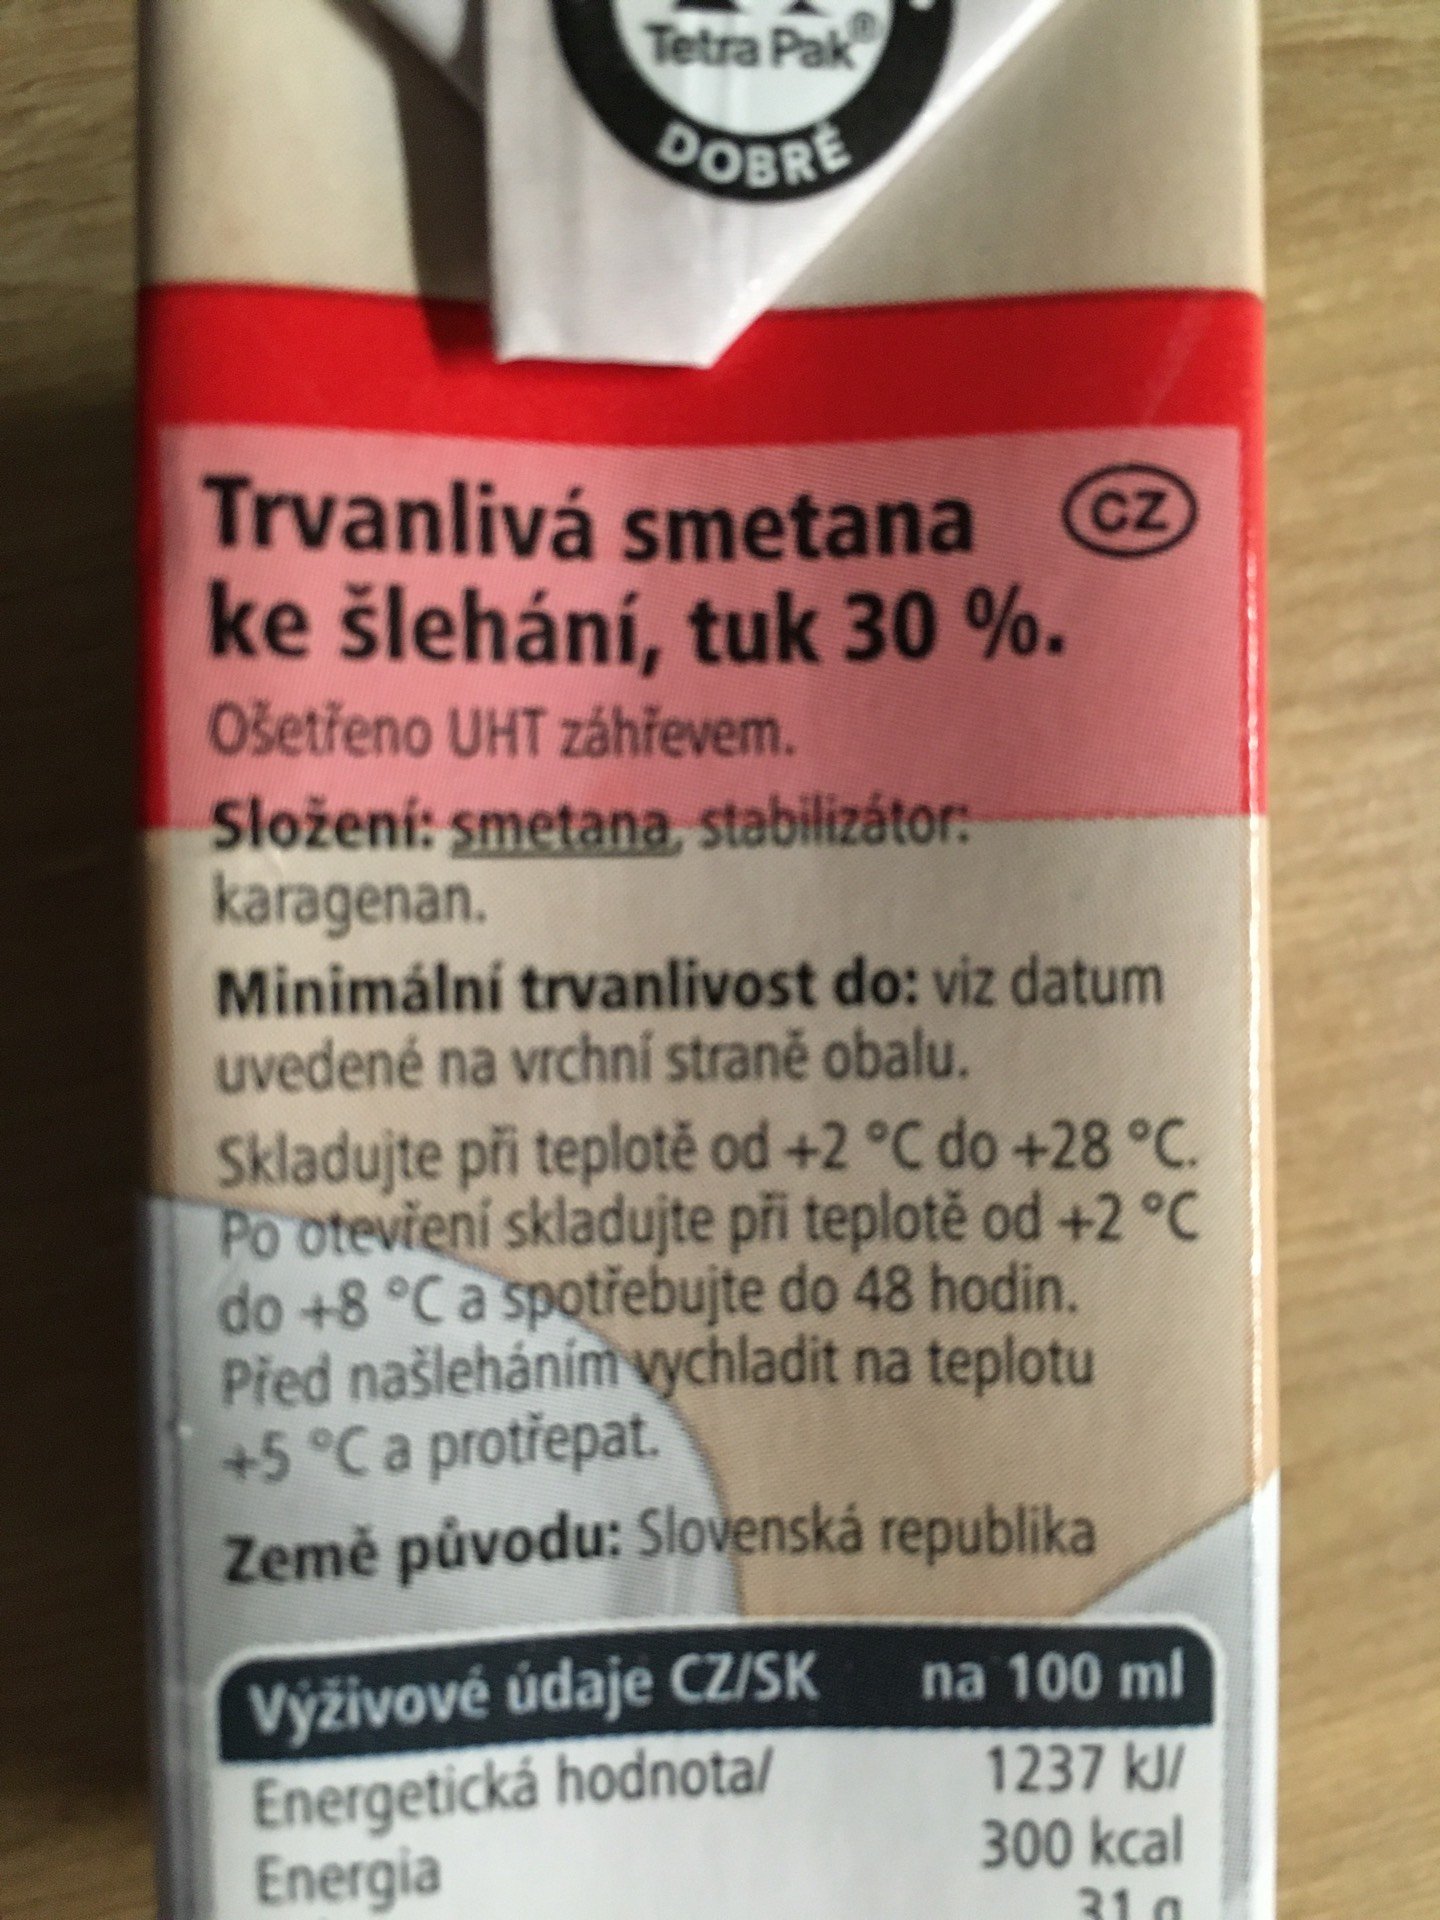 Tetra Pak®
DOBRÉ
Trvanlivá smetana
CZ
ke šlehání, tuk 30 %.
Ošetřeno UHT záhřevem.
Složení: smetana, stabilizátor:
karagenan.
Minimální trvanlivost do: viz datum
uvedené na vrchní straně obalu.
Skladujte při teplotě od +2 °C do +28 °C.
Po otevření skladujte při teplotě od +2 °C
do +8 °C a spotřebujte do 48 hodin.
Před našleháním vychladit na teplotu
+5 °C a protřepat.
Země původu: Slovenská republika
Výživové údaje CZ/SK na 100 ml
Energetická hodnota/ 1237 kJ/
Energia 300 kcal
31 g